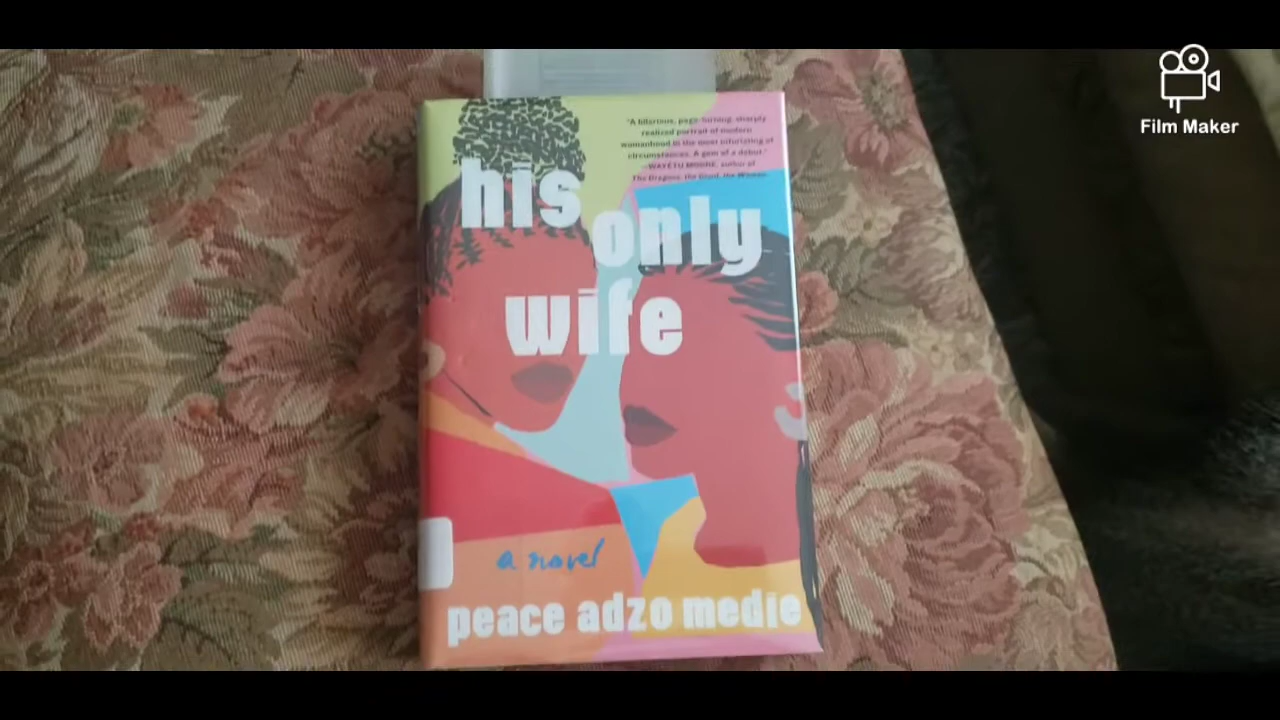 "A hilarious, page-turning, sharply
realized portrait of modern
womanhood in the most infuriating of
circumstances. A gem of a debut."
—WAYÉTU MOORE, author of
The Dragons, the Giant, the Women
his
only
wife
a novel
peace adzo medie
Film Maker